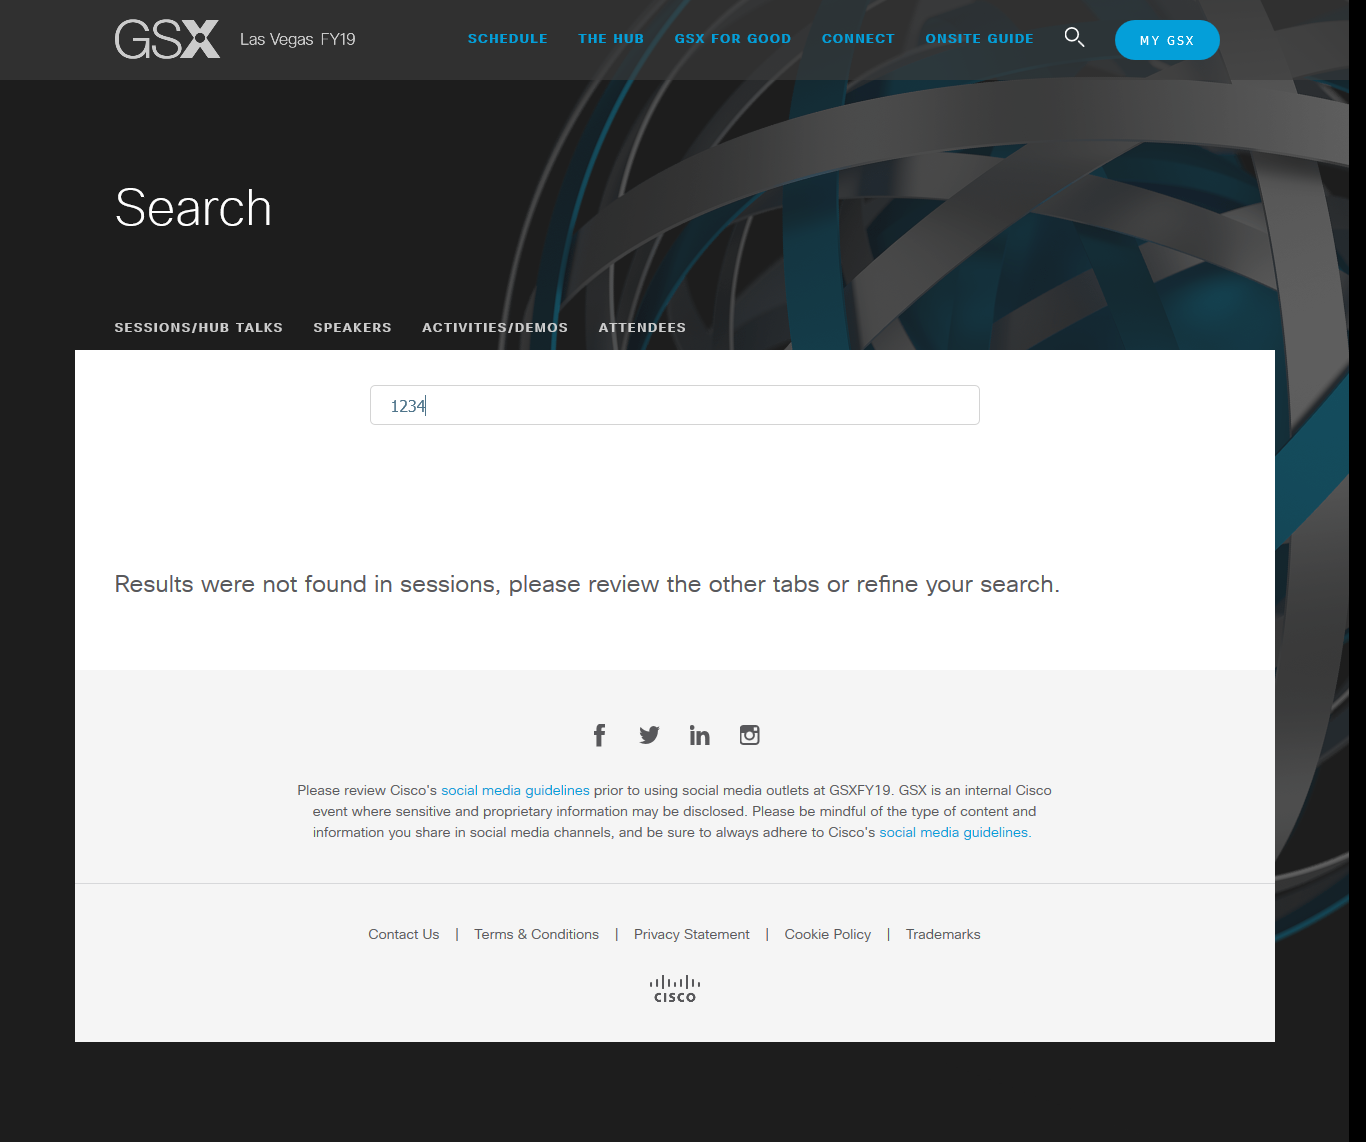 GSX Las Vegas FY19 SCHEDULE THE HUB GSX FOR GOOD CONNECT ONSITE GUIDE MY GSX
Search
SESSIONS/HUB TALKS SPEAKERS ACTIVITIES/DEMOS ATTENDEES
1234
Results were not found in sessions, please review the other tabs or refine your search.
Please review Cisco's social media guidelines prior to using social media outlets at GSXFY19. GSX is an internal Cisco
event where sensitive and proprietary information may be disclosed. Please be mindful of the type of content and
information you share in social media channels, and be sure to always adhere to Cisco's social media guidelines.
Contact Us | Terms & Conditions | Privacy Statement | Cookie Policy | Trademarks
CISCO